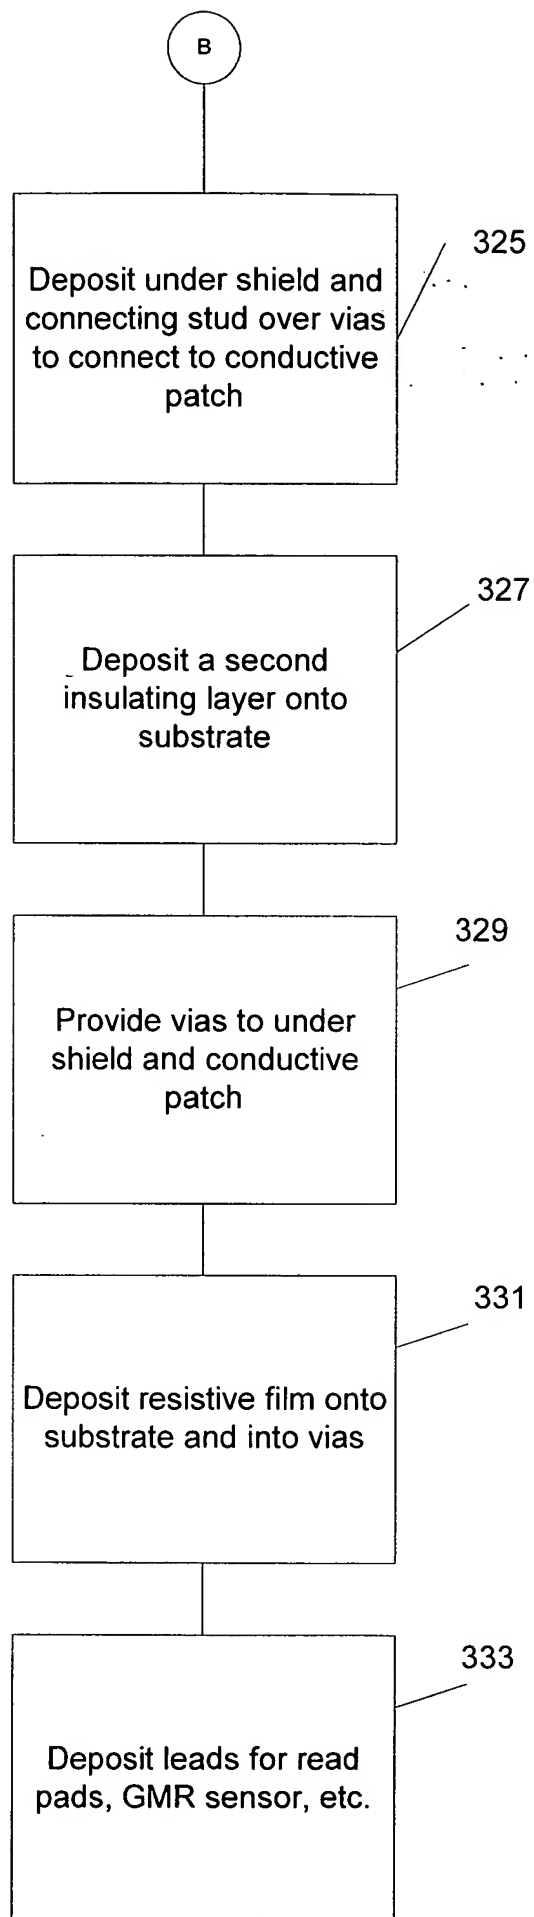 B
325
Deposit under shield and
connecting stud over vias
to connect to conductive
patch
327
Deposit a second
insulating layer onto
substrate
329
Provide vias to under
shield and conductive
patch
331
Deposit resistive film onto
substrate and into vias
333
Deposit leads for read
pads, GMR sensor, etc.